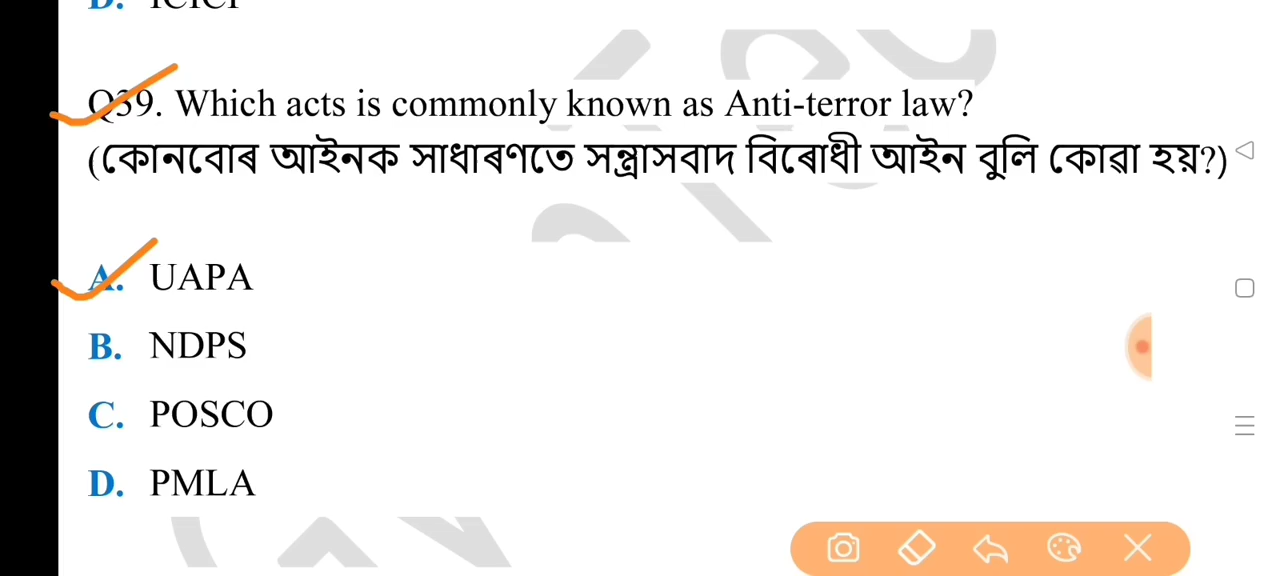 D. ICICI
Q39. Which acts is commonly known as Anti-terror law?
(কোনবোৰ আইনক সাধাৰণতে সন্ত্ৰাসবাদ বিৰোধী আইন বুলি কোৱা হয়?)
A. UAPA
B. NDPS
C. POSCO
D. PMLA